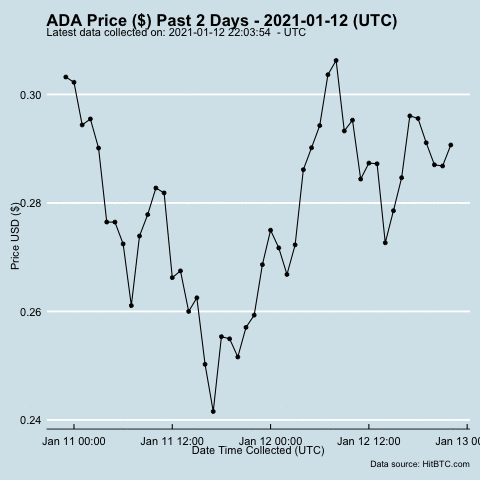 ADA Price ($) Past 2 Days - 2021-01-12 (UTC)
Latest data collected on: 2021-01-12 22:03:54 - UTC
0.30
0.28
0.26
0.24
Price USD ($)
Jan 11 00:00 Jan 11 12:00 Jan 12 00:00 Jan 12 12:00 Jan 13 0
Date Time Collected (UTC)
Data source: HitBTC.com